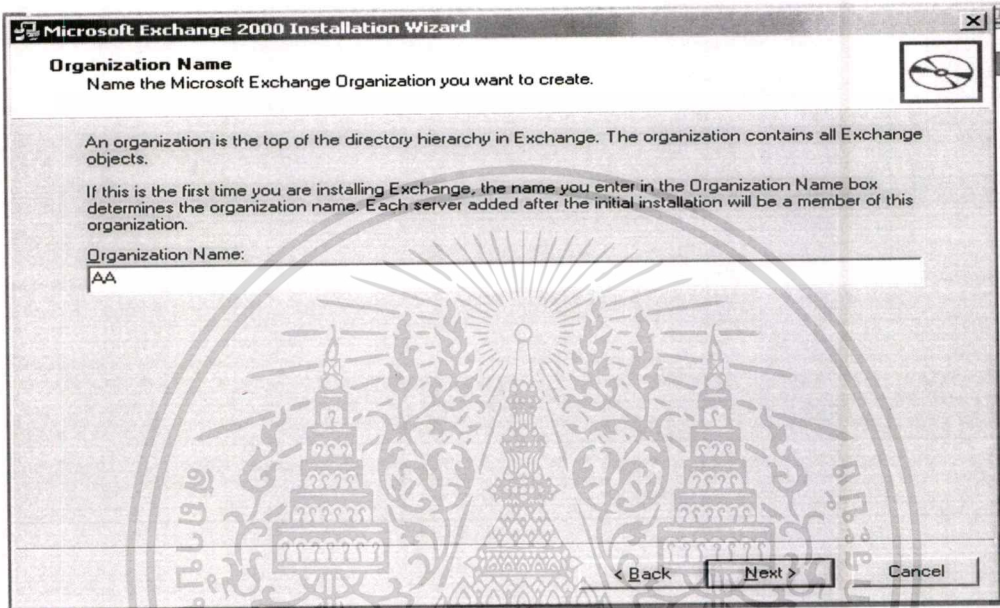 Microsoft Exchange 2000 Installation Wizard
Organization Name
Name the Microsoft Exchange Organization you want to create.
An organization is the top of the directory hierarchy in Exchange. The organization contains all Exchange
objects.
If this is the first time you are installing Exchange, the name you enter in the Organization Name box
determines the organization name. Each server added after the initial installation will be a member of this
organization.
Organization Name:
AA
< Back
Next >
Cancel